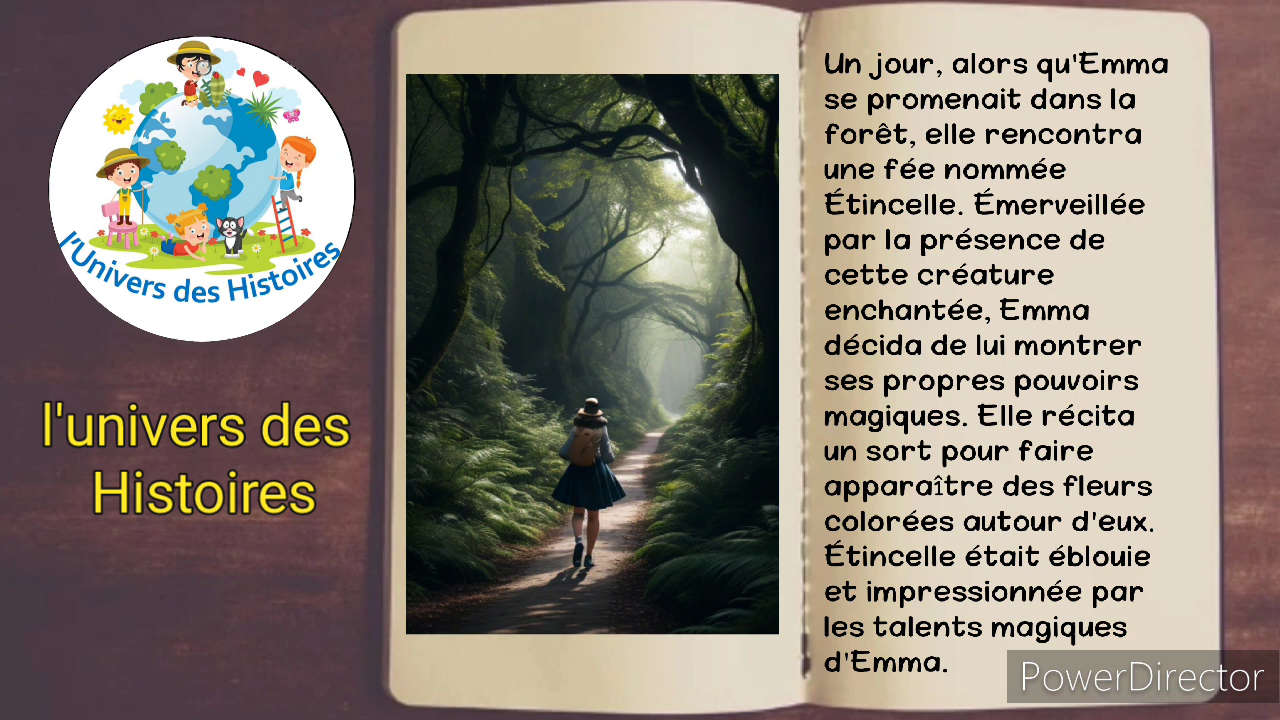 l'Univers des Histoires
l'univers des
Histoires
Un jour, alors qu'Emma
se promenait dans la
forêt, elle rencontra
une fée nommée
Étincelle. Émerveillée
par la présence de
cette créature
enchantée, Emma
décida de lui montrer
ses propres pouvoirs
magiques. Elle récita
un sort pour faire
apparaître des fleurs
colorées autour d'eux.
Étincelle était éblouie
et impressionnée par
les talents magiques
d'Emma.
PowerDirector